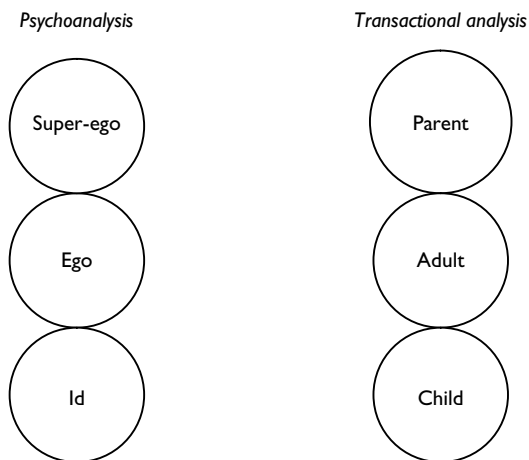 Psychoanalysis
Transactional analysis
Super-ego
Parent
Ego
Adult
Id
Child